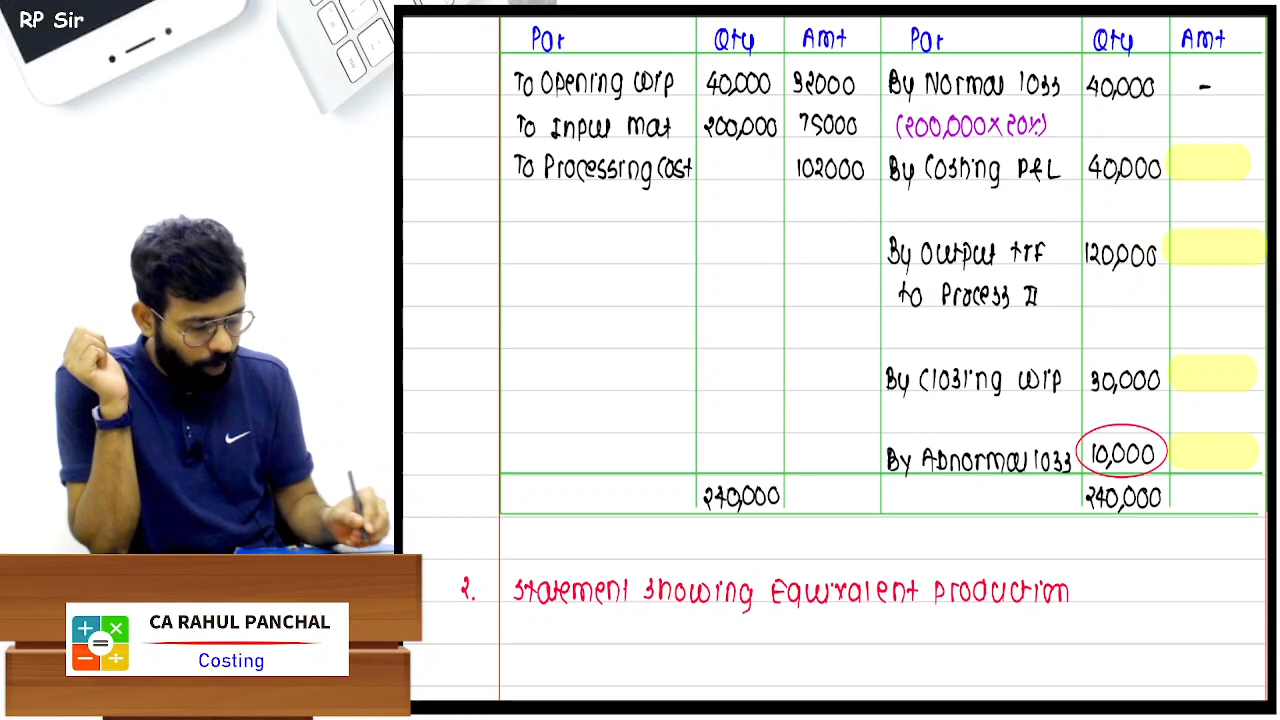 RP Sir
Par Qty Amt Par Qty Amt
To Opening WIP 40,000 32000 By Normal loss 40,000 -
To Input mat 200,000 75000 (200,000 x 20%)
To Processing Cost 102000 By Costing P&L 40,000
By Output trf 120,000
to Process II
By Closing WIP 30,000
By Abnormal loss 10,000
240,000 240,000
2. Statement Showing Equivalent production
CA RAHUL PANCHAL
Costing